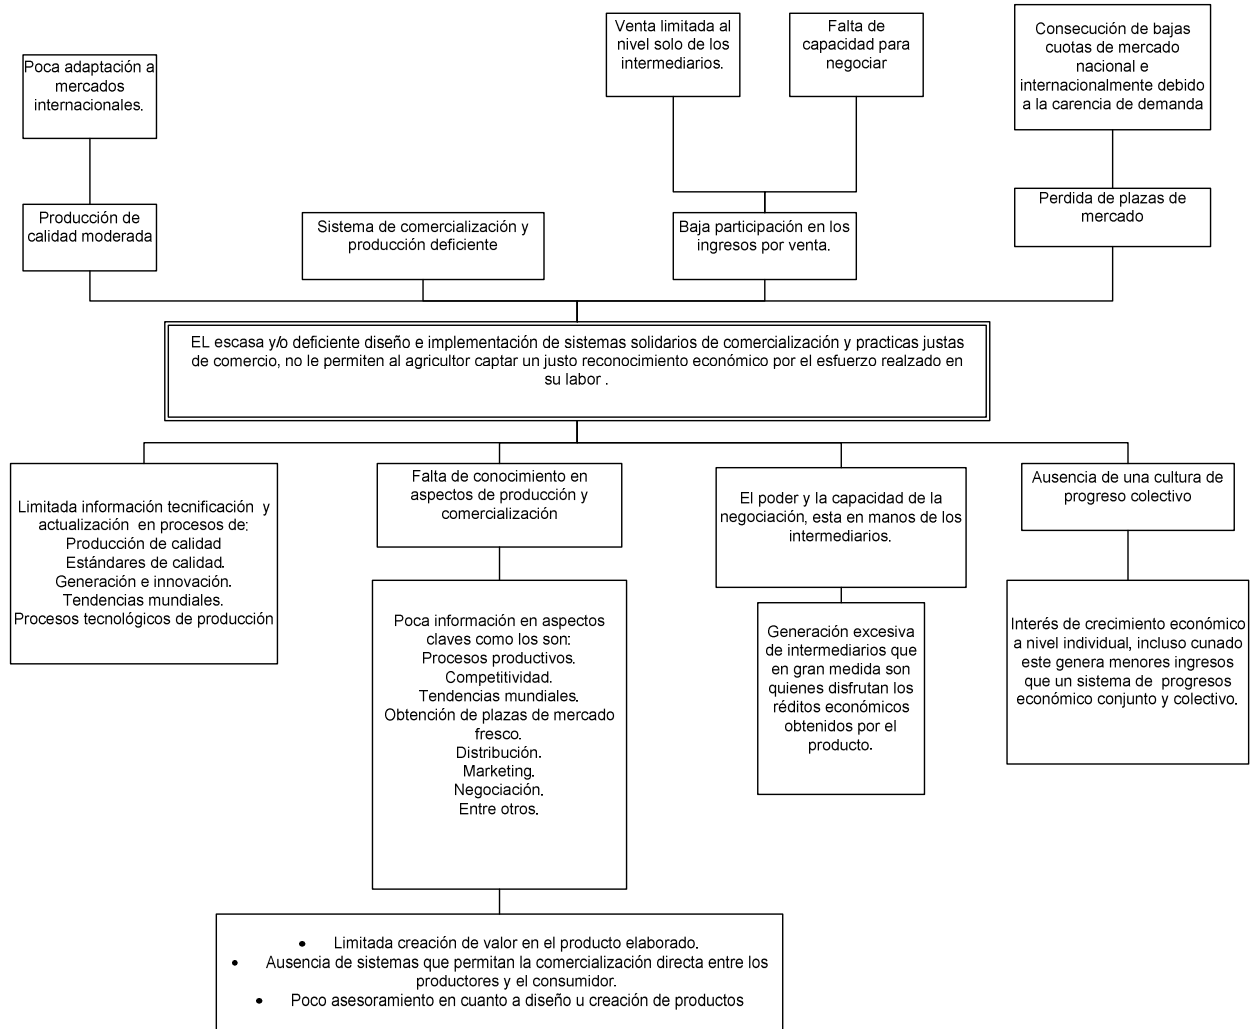 Venta limitada al
nivel solo de los
intermediarios.
Falta de
capacidad para
negociar
Consecución de bajas
cuotas de mercado
nacional e
internacionalmente debido
a la carencia de demanda
Poca adaptación a
mercados
internacionales.
Producción de
calidad moderada
Sistema de comercialización y
producción deficiente
Baja participación en los
ingresos por venta.
Perdida de plazas de
mercado
EL escasa y/o deficiente diseño e implementación de sistemas solidarios de comercialización y practicas justas
de comercio, no le permiten al agricultor captar un justo reconocimiento económico por el esfuerzo realzado en
su labor .
Limitada información tecnificación y
actualización en procesos de:
Producción de calidad
Estándares de calidad.
Generación e innovación.
Tendencias mundiales.
Procesos tecnológicos de producción
Falta de conocimiento en
aspectos de producción y
comercialización
El poder y la capacidad de la
negociación, esta en manos de los
intermediarios.
Ausencia de una cultura de
progreso colectivo
Poca información en aspectos
claves como los son:
Procesos productivos.
Competitividad.
Tendencias mundiales.
Obtención de plazas de mercado
fresco.
Distribución.
Marketing.
Negociación.
Entre otros.
Generación excesiva
de intermediarios que
en gran medida son
quienes disfrutan los
réditos económicos
obtenidos por el
producto.
Interés de crecimiento económico
a nivel individual, incluso cunado
este genera menores ingresos
que un sistema de progresos
económico conjunto y colectivo.
• Limitada creación de valor en el producto elaborado.
• Ausencia de sistemas que permitan la comercialización directa entre los
productores y el consumidor.
• Poco asesoramiento en cuanto a diseño u creación de productos